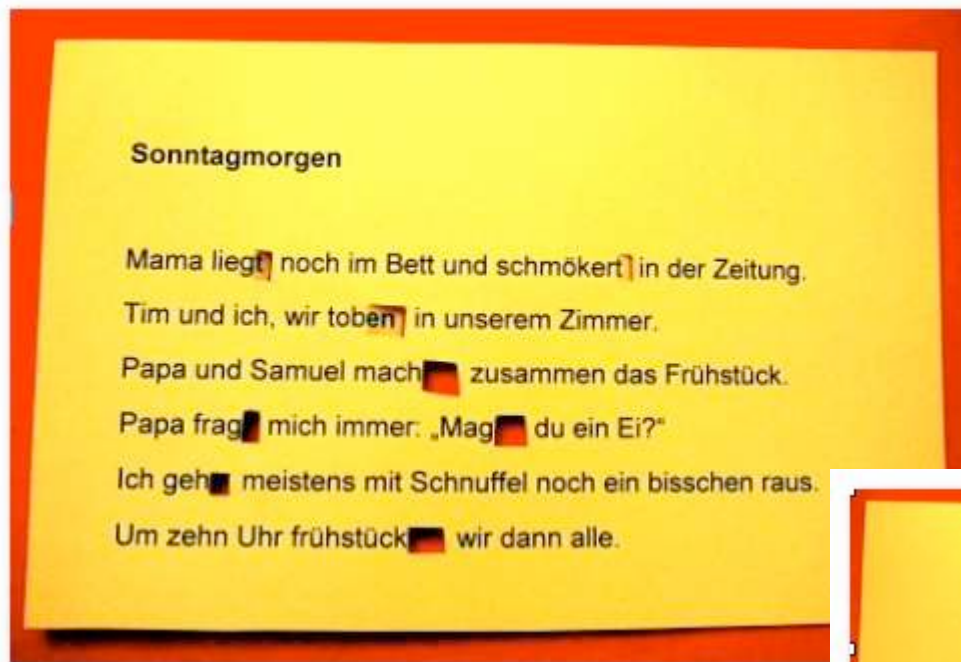 Sonntagmorgen
Mama liegt noch im Bett und schmökert in der Zeitung.
Tim und ich, wir toben in unserem Zimmer.
Papa und Samuel mach zusammen das Frühstück.
Papa frag mich immer: „Mag du ein Ei?“
Ich geh meistens mit Schnuffel noch ein bisschen raus.
Um zehn Uhr frühstück wir dann alle.